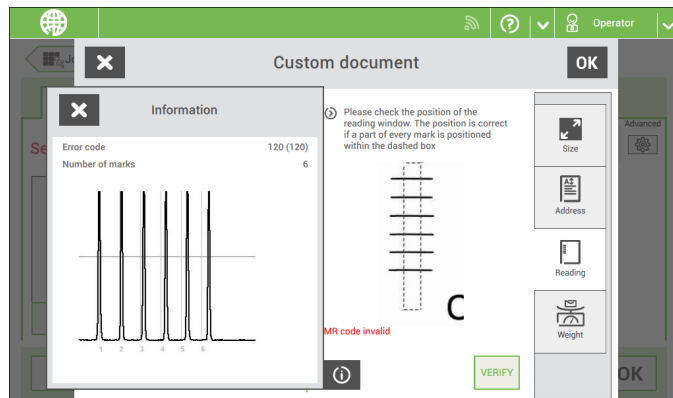 Operator
Jo
Custom document
OK
Information
Error code 120 (120)
Number of marks 6
1 2 3 4 5 6
Please check the position of the
reading window. The position is correct
if a part of every mark is positioned
within the dashed box
C
MR code invalid
VERIFY
Size
Address
Reading
Weight
Advanced
Se
OK